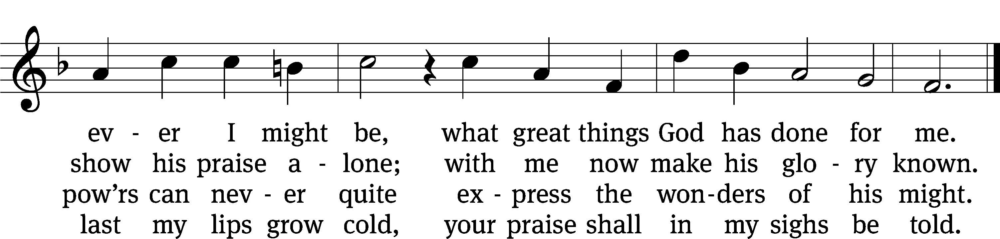 ev - er I might be, what great things God has done for me.
show his praise a - lone; with me now make his glo - ry known.
pow’rs can nev - er quite ex - press the won - ders of his might.
last my lips grow cold, your praise shall in my sighs be told.